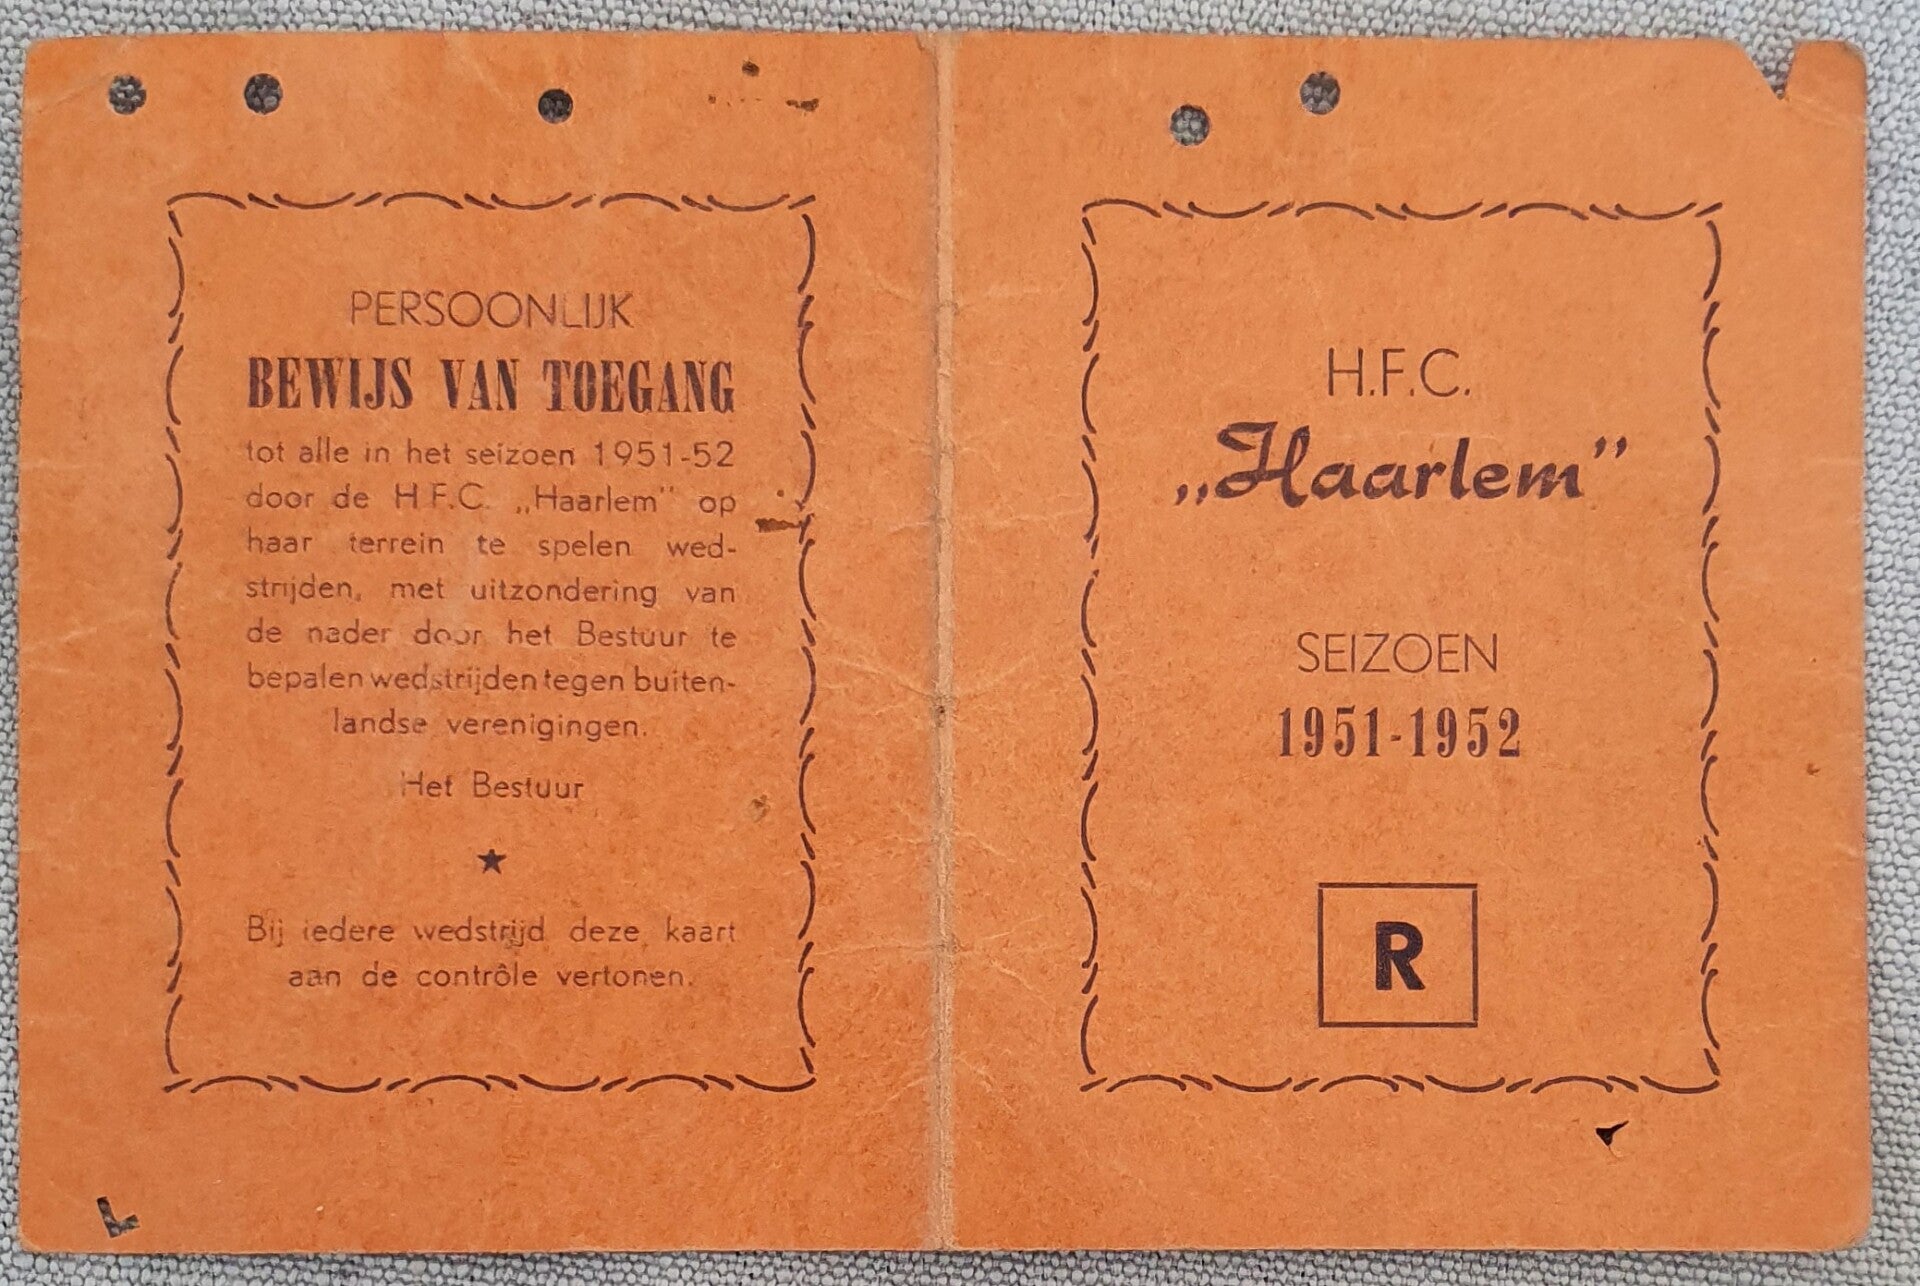 PERSOONLIJK
BEWIJS VAN TOEGANG
tot alle in het seizoen 1951-52
door de H F.C. „Haarlem” op
haar terrein te spelen wed-
strijden, met uitzondering van
de nader door het Bestuur te
bepalen wedstrijden tegen buiten-
landse verenigingen.
Het Bestuur
★
Bij iedere wedstrijd deze kaart
aan de contrôle vertonen.
H.F.C.
„Haarlem”
SEIZOEN
1951-1952
R